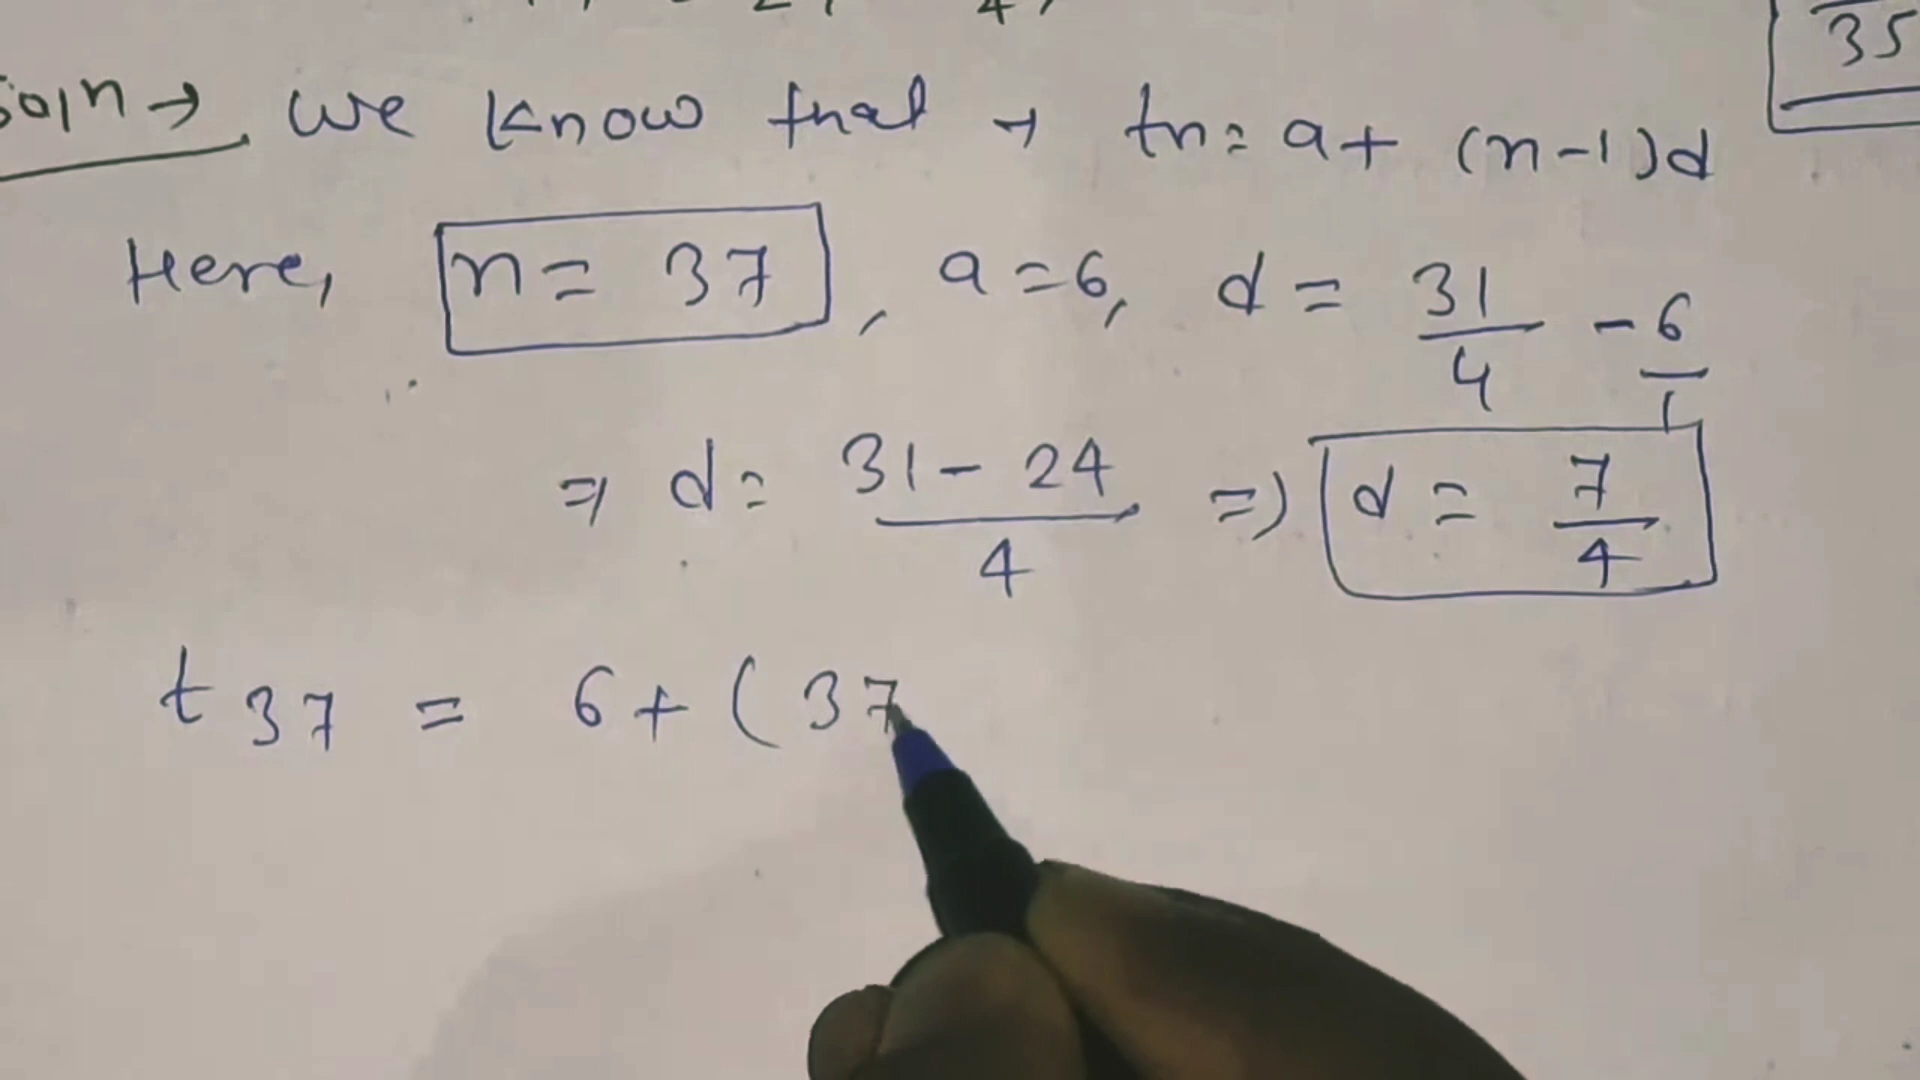 35
Soln → We know that → tn = a + (n-1)d
Here, n = 37, a = 6, d = 31/4 - 6/1
⇒ d = 31 - 24/4 ⇒ d = 7/4
t37 = 6 + (37